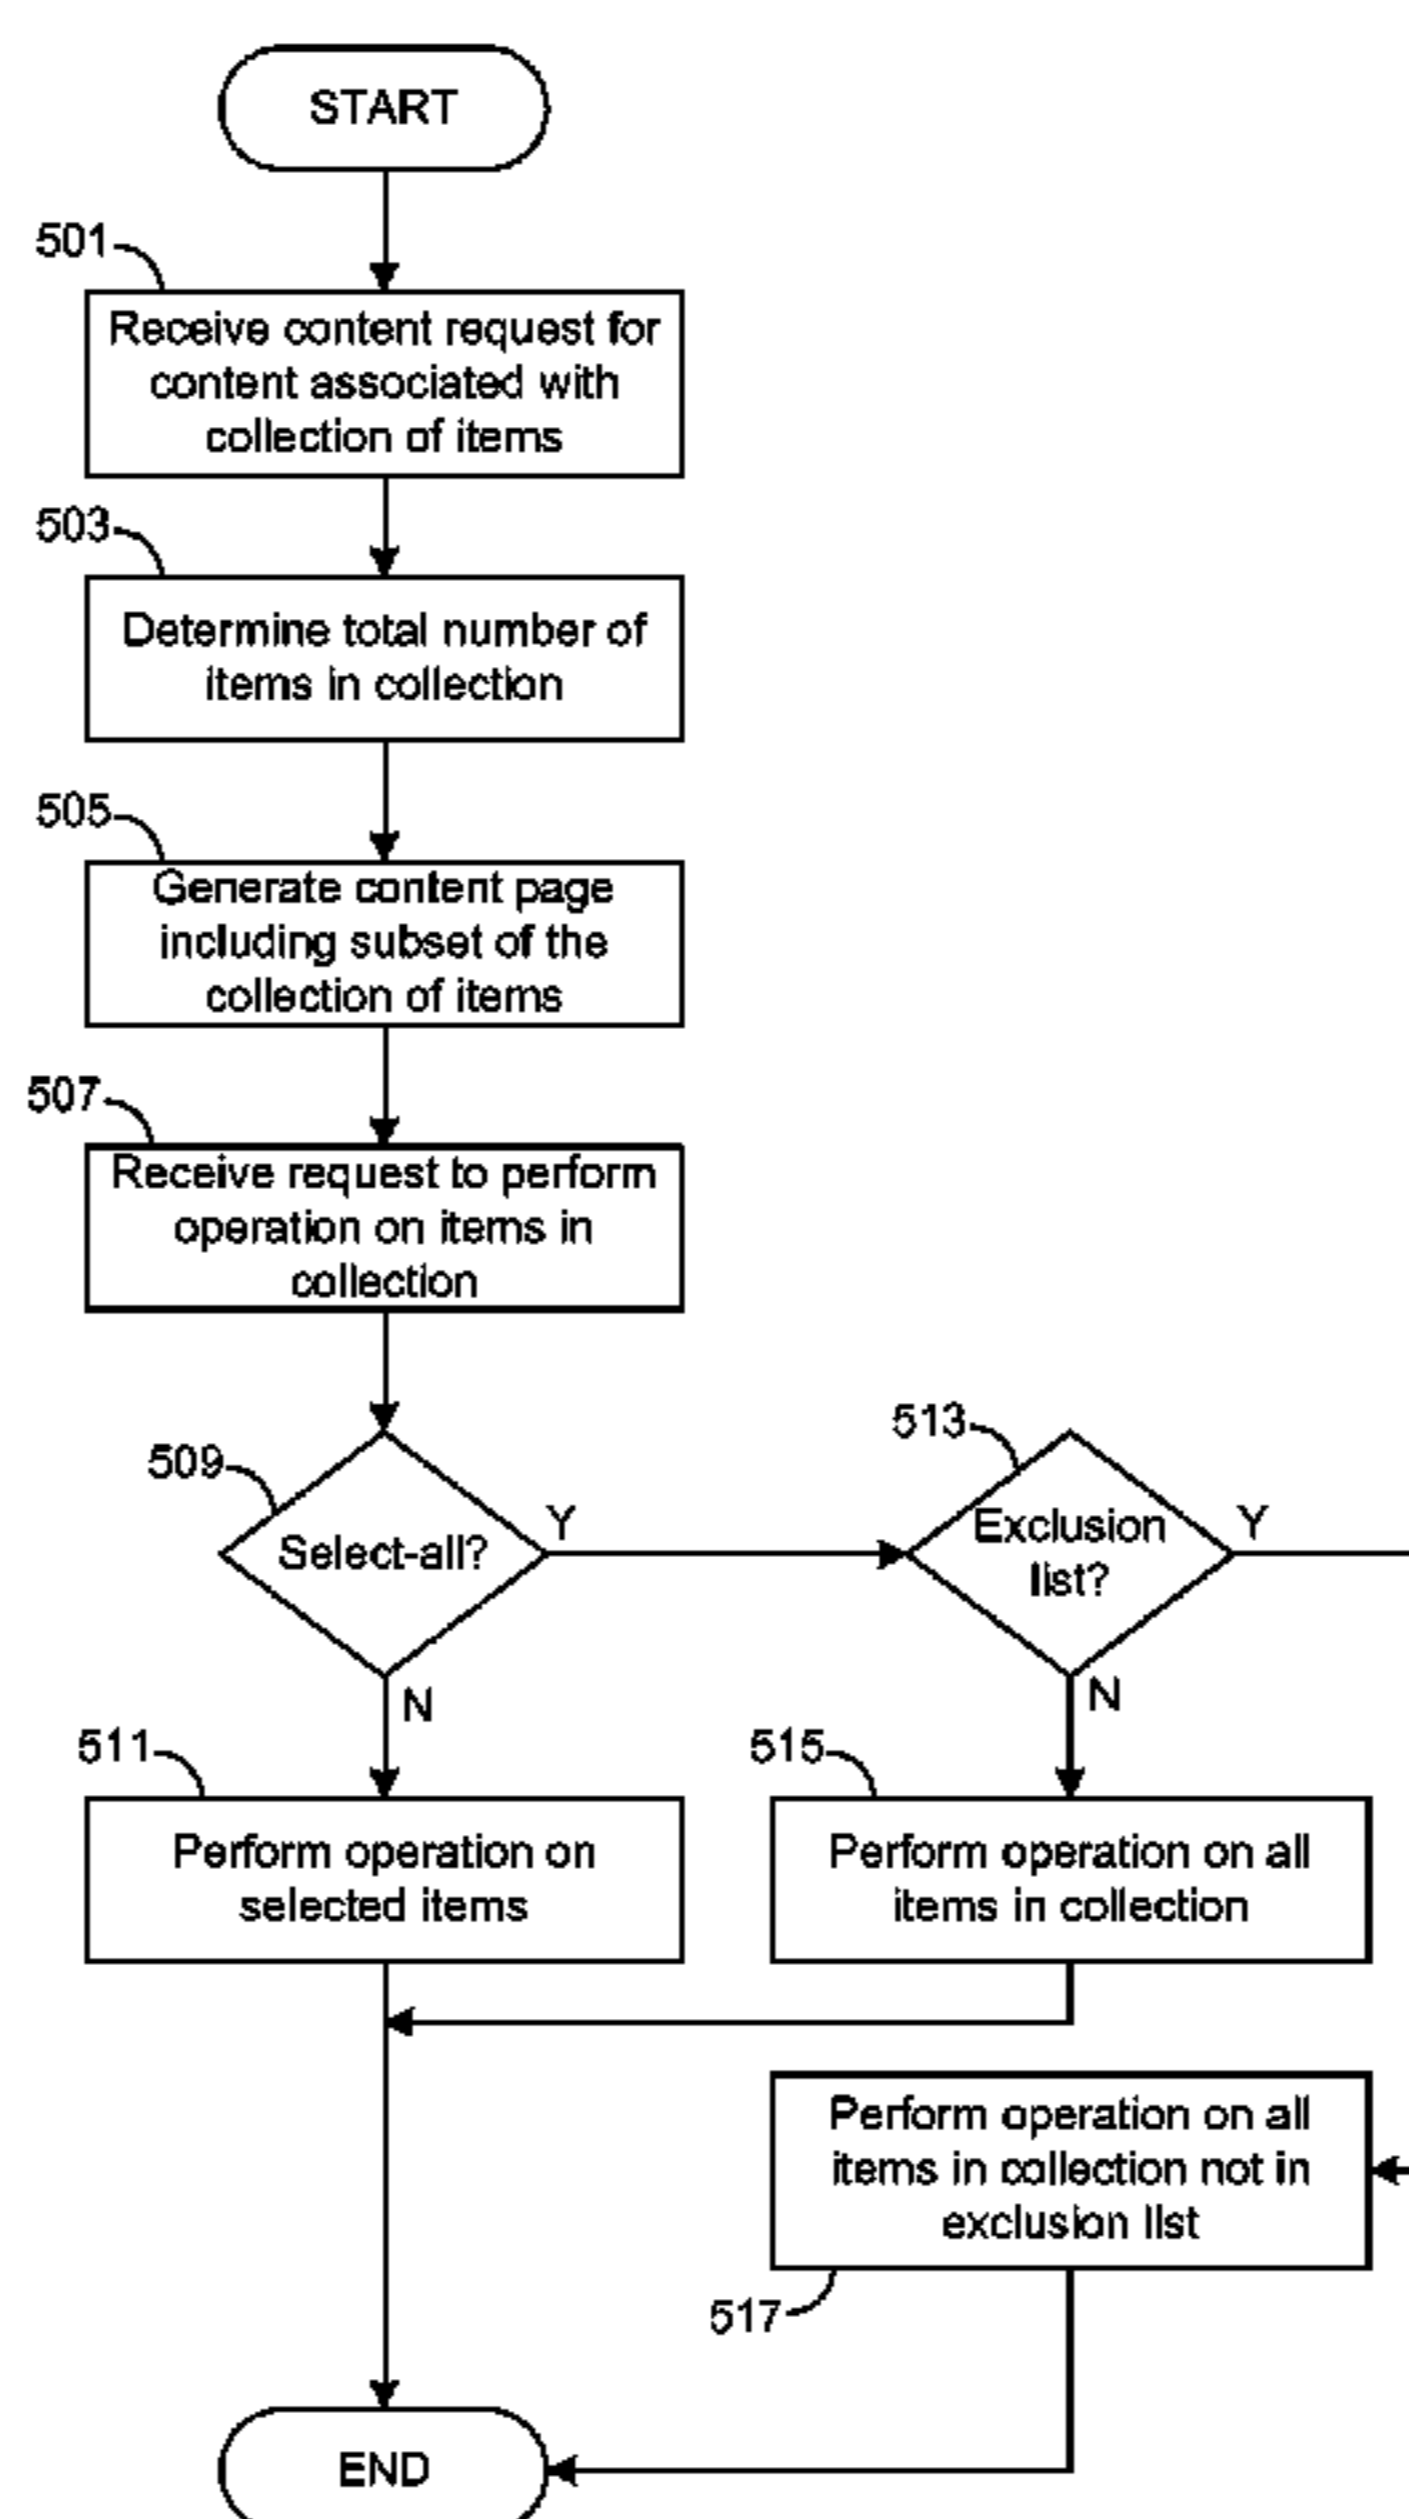 START
501
Receive content request for
content associated with
collection of items
503
Determine total number of
items in collection
505
Generate content page
including subset of the
collection of items
507
Receive request to perform
operation on items in
collection
509
Select-all?
Y
N
513
Exclusion
list?
Y
N
511
Perform operation on
selected items
515
Perform operation on all
items in collection
Perform operation on all
items in collection not in
exclusion list
517
END